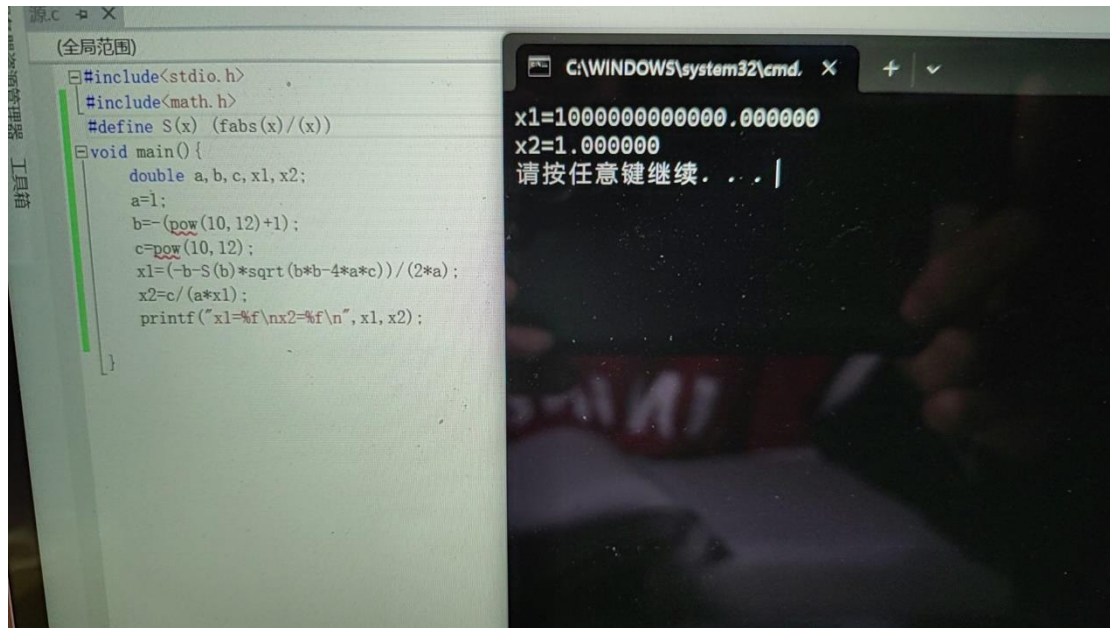 源.c
(全局范围)
#include<stdio.h>
#include<math.h>
#define S(x) (fabs(x)/(x))
void main(){
double a,b,c,x1,x2;
a=1;
b=-(pow(10,12)+1);
c=pow(10,12);
x1=(-b-S(b)*sqrt(b*b-4*a*c))/(2*a);
x2=c/(a*x1);
printf("x1=%f\nx2=%f\n",x1,x2);
}
工具箱
C:\WINDOWS\system32\cmd.
x1=1000000000000.000000
x2=1.000000
请按任意键继续. . .